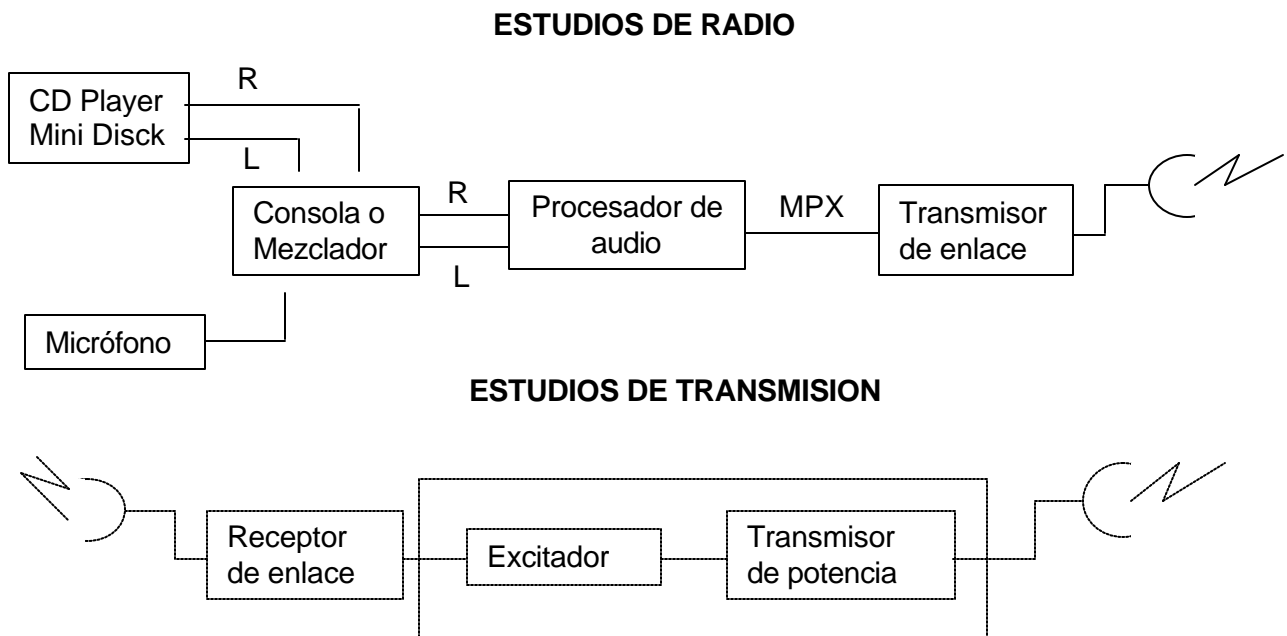 ESTUDIOS DE RADIO
CD Player
Mini Disck
R
L
Consola o
Mezclador
R
L
Procesador de
audio
MPX
Transmisor
de enlace
Micrófono
ESTUDIOS DE TRANSMISION
Receptor
de enlace
Excitador
Transmisor
de potencia